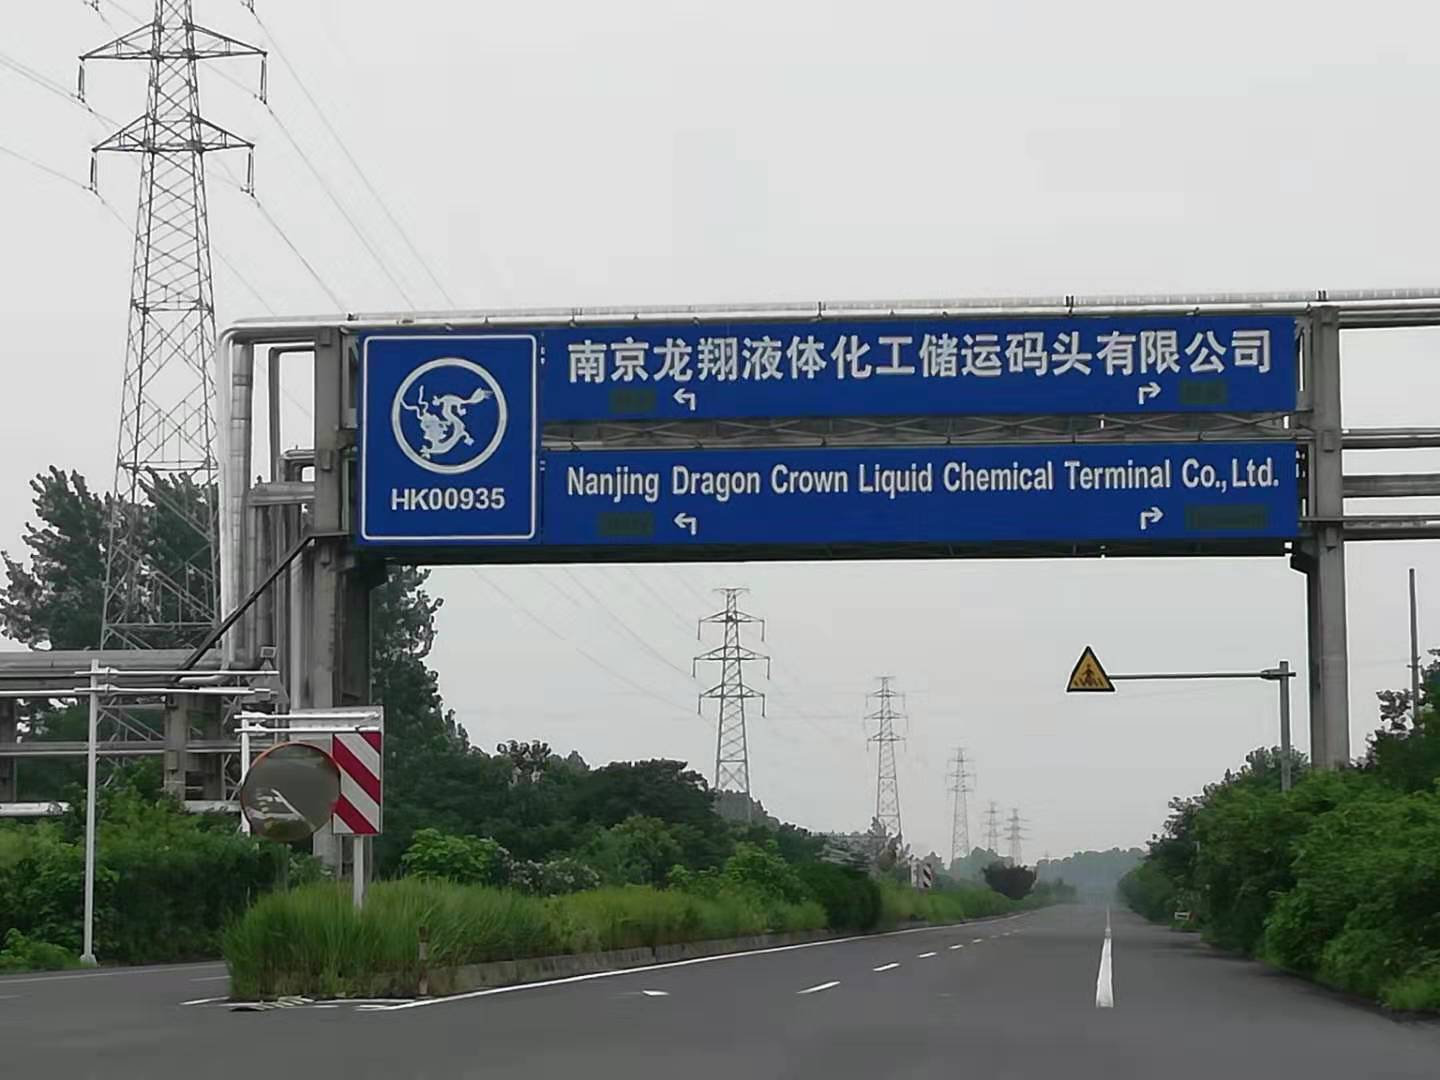 南京龙翔液体化工储运码头有限公司
HK00935
Nanjing Dragon Crown Liquid Chemical Terminal Co., Ltd.